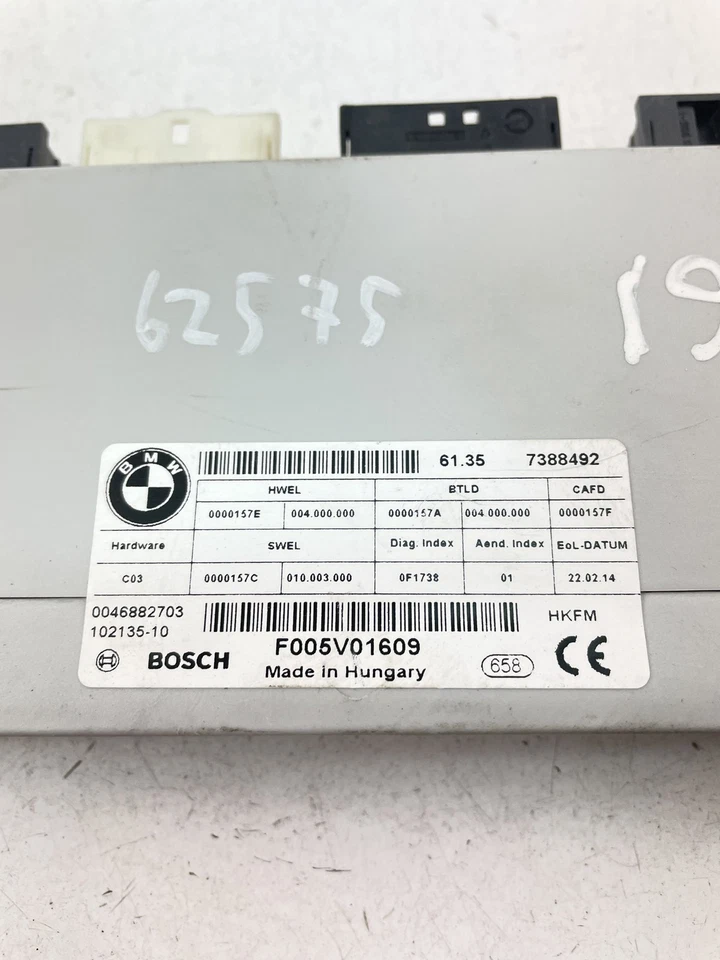 62575
19
BMW
61.35 7388492
HWEL BTLD CAFD
0000157E 004.000.000 0000157A 004.000.000 0000157F
Hardware SWEL Diag. Index Aend. Index EoL-DATUM
C03 0000157C 010.003.000 0F1738 01 22.02.14
0046882703 HKFM
102135-10
BOSCH F005V01609 658 CE
Made in Hungary